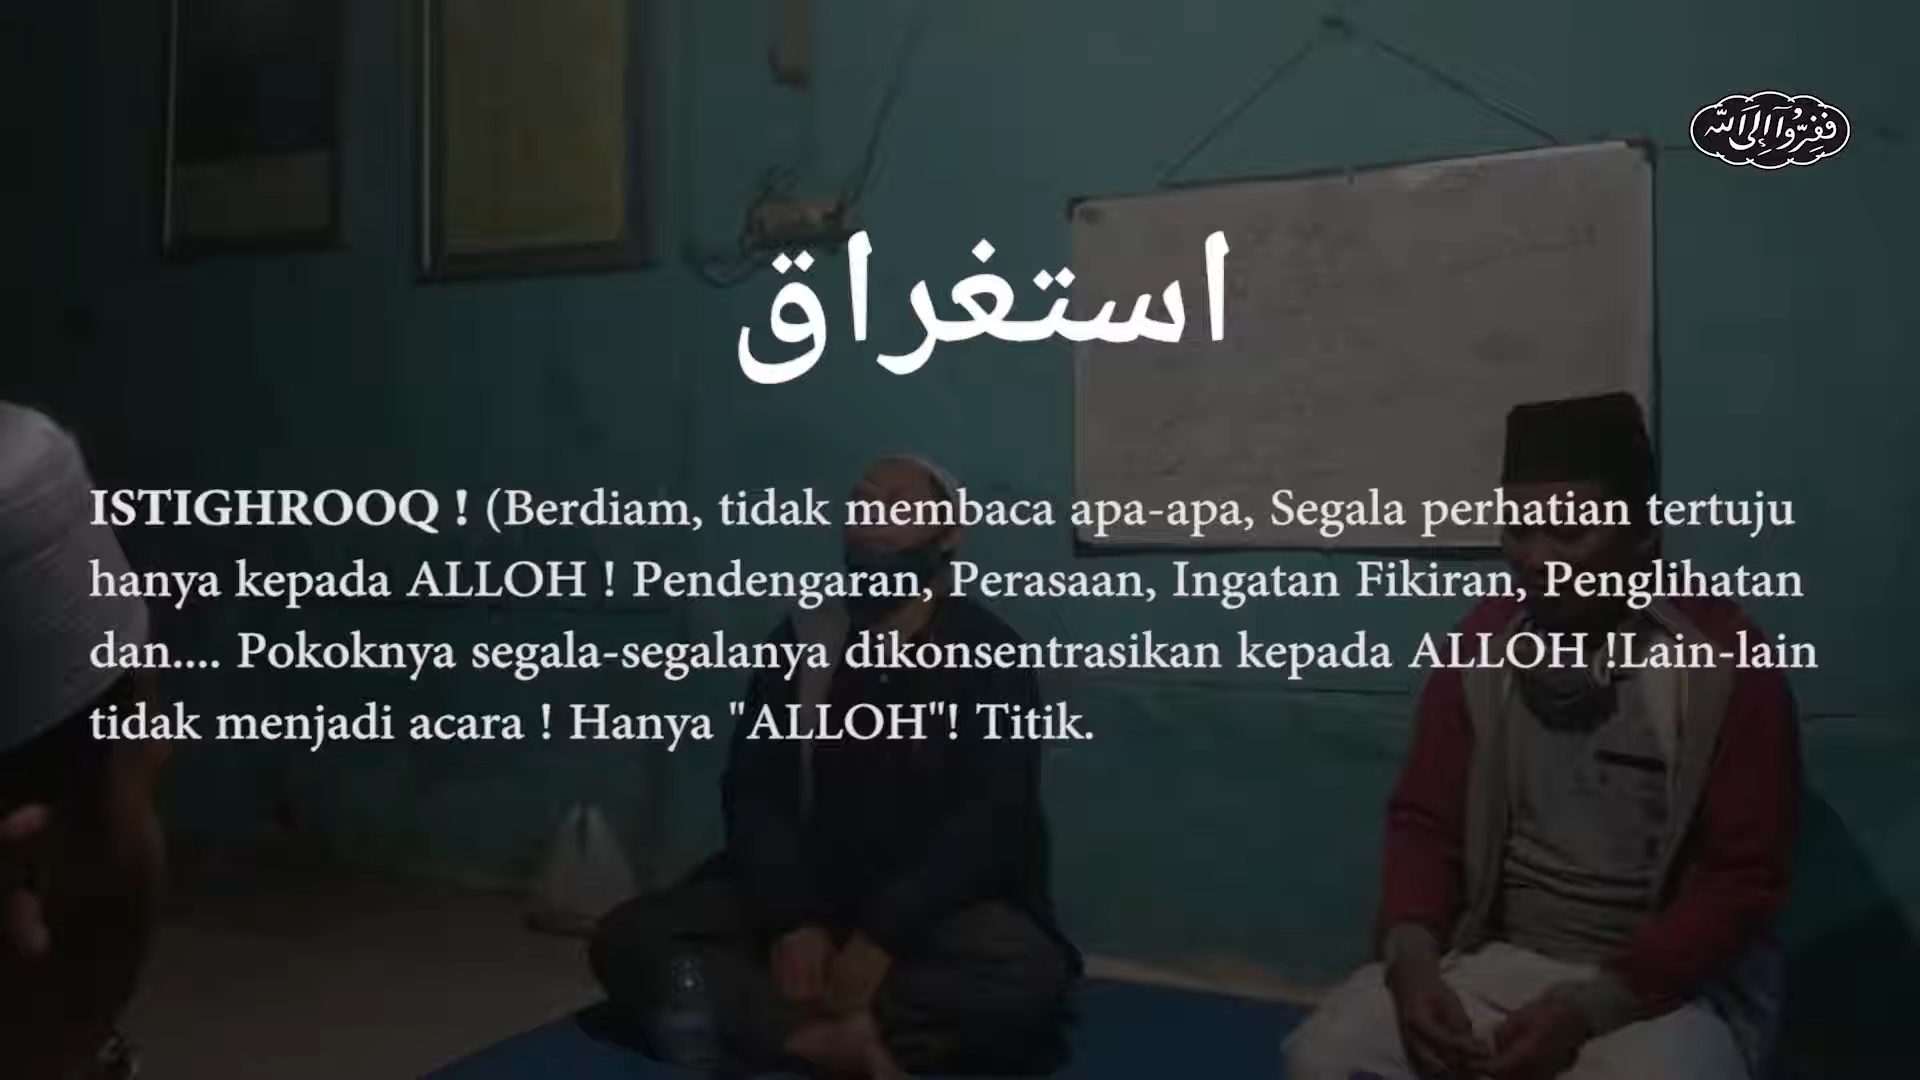 فَفِرُّوٓا إِلَى اللّٰه
استغراق
ISTIGHROOQ ! (Berdiam, tidak membaca apa-apa, Segala perhatian tertuju
hanya kepada ALLOH ! Pendengaran, Perasaan, Ingatan Fikiran, Penglihatan
dan.... Pokoknya segala-segalanya dikonsentrasikan kepada ALLOH !Lain-lain
tidak menjadi acara ! Hanya "ALLOH"! Titik.